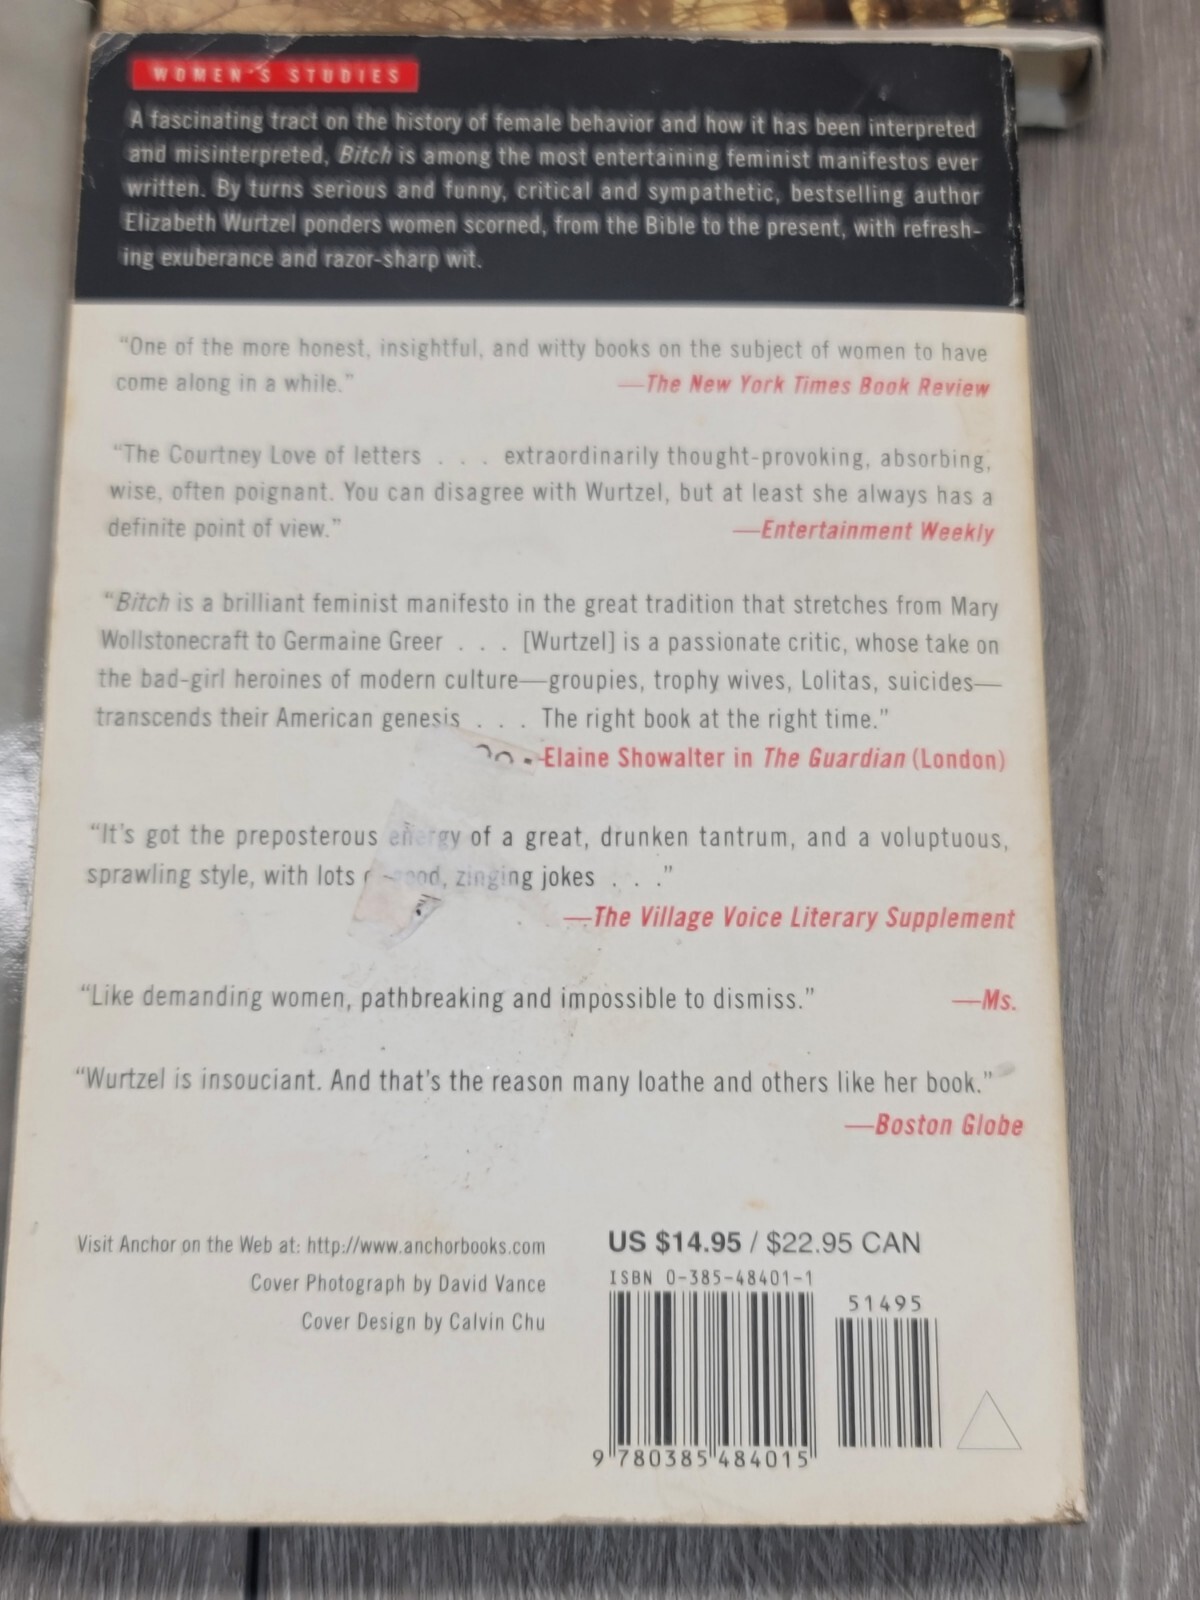 WOMEN'S STUDIES
A fascinating tract on the history of female behavior and how it has been interpreted
and misinterpreted, Bitch is among the most entertaining feminist manifestos ever
written. By turns serious and funny, critical and sympathetic, bestselling author
Elizabeth Wurtzel ponders women scorned, from the Bible to the present, with refresh-
ing exuberance and razor-sharp wit.
“One of the more honest, insightful, and witty books on the subject of women to have
come along in a while.” —The New York Times Book Review
“The Courtney Love of letters . . . extraordinarily thought-provoking, absorbing,
wise, often poignant. You can disagree with Wurtzel, but at least she always has a
definite point of view.” —Entertainment Weekly
“Bitch is a brilliant feminist manifesto in the great tradition that stretches from Mary
Wollstonecraft to Germaine Greer . . . [Wurtzel] is a passionate critic, whose take on
the bad-girl heroines of modern culture—groupies, trophy wives, Lolitas, suicides—
transcends their American genesis . . . The right book at the right time.”
—Elaine Showalter in The Guardian (London)
“It's got the preposterous energy of a great, drunken tantrum, and a voluptuous,
sprawling style, with lots zinging jokes . . .”
—The Village Voice Literary Supplement
“Like demanding women, pathbreaking and impossible to dismiss.” —Ms.
“Wurtzel is insouciant. And that's the reason many loathe and others like her book.”
—Boston Globe
Visit Anchor on the Web at: http://www.anchorbooks.com
Cover Photograph by David Vance
Cover Design by Calvin Chu
US $14.95 / $22.95 CAN
ISBN 0-385-48401-1
51495
9 780385 484015